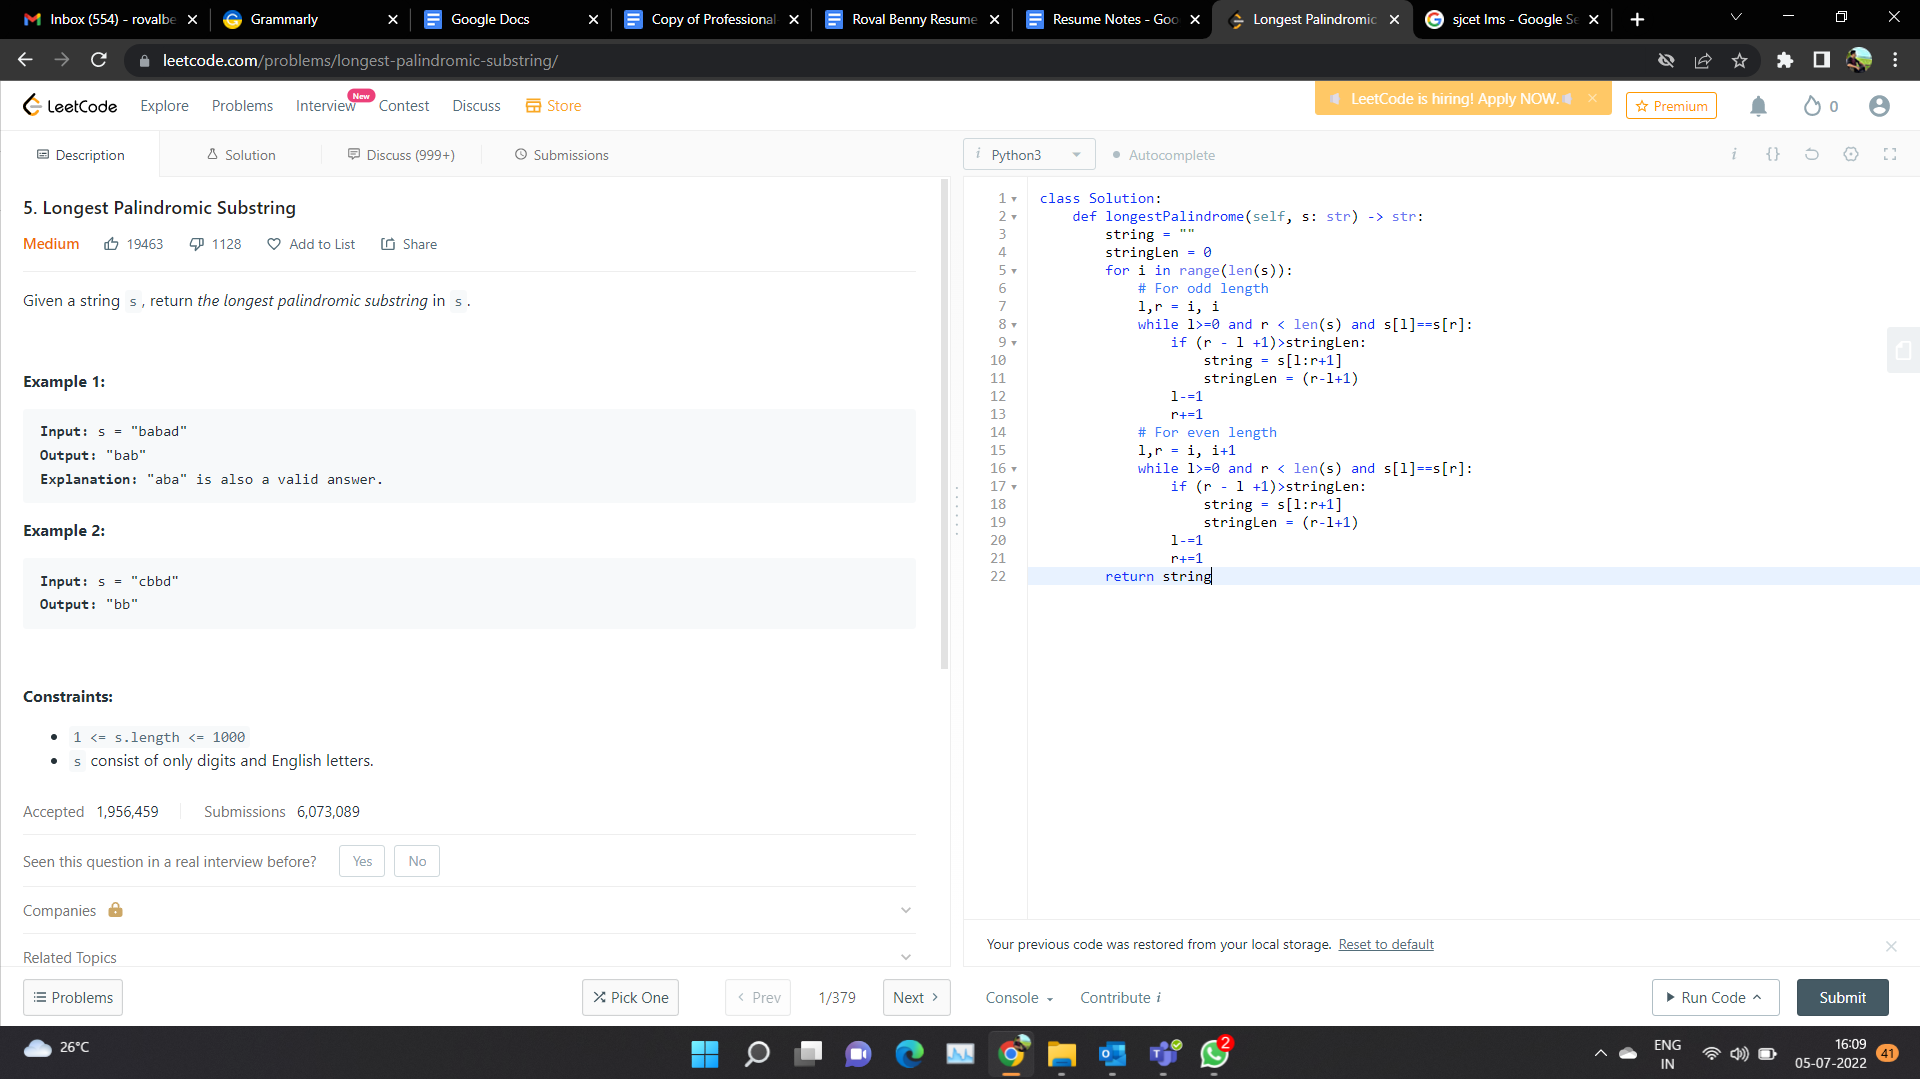 Inbox (554) - rovalbe
Grammarly
Google Docs
Copy of Professional
Roval Benny Resume
Resume Notes - Goo
Longest Palindromic
sjcet lms - Google Se
leetcode.com/problems/longest-palindromic-substring/
LeetCode
Explore
Problems
Interview
New
Contest
Discuss
Store
LeetCode is hiring! Apply NOW.
Premium
0
Description
Solution
Discuss (999+)
Submissions
i Python3
Autocomplete
i
{}
5. Longest Palindromic Substring
Medium
19463
1128
Add to List
Share
Given a string s, return the longest palindromic substring in s.
Example 1:
Input: s = "babad"
Output: "bab"
Explanation: "aba" is also a valid answer.
Example 2:
Input: s = "cbbd"
Output: "bb"
Constraints:
1 <= s.length <= 1000
s consist of only digits and English letters.
Accepted 1,956,459
Submissions 6,073,089
Seen this question in a real interview before?
Yes
No
Companies
Related Topics
1 class Solution:
2 def longestPalindrome(self, s: str) -> str:
3 string = ""
4 stringLen = 0
5 for i in range(len(s)):
6 # For odd length
7 l,r = i, i
8 while l>=0 and r < len(s) and s[l]==s[r]:
9 if (r - l +1)>stringLen:
10 string = s[l:r+1]
11 stringLen = (r-l+1)
12 l-=1
13 r+=1
14 # For even length
15 l,r = i, i+1
16 while l>=0 and r < len(s) and s[l]==s[r]:
17 if (r - l +1)>stringLen:
18 string = s[l:r+1]
19 stringLen = (r-l+1)
20 l-=1
21 r+=1
22 return string
Your previous code was restored from your local storage. Reset to default
Problems
Pick One
Prev
1/379
Next
Console
Contribute i
Run Code
Submit
26°C
2
ENG
IN
16:09
05-07-2022
41